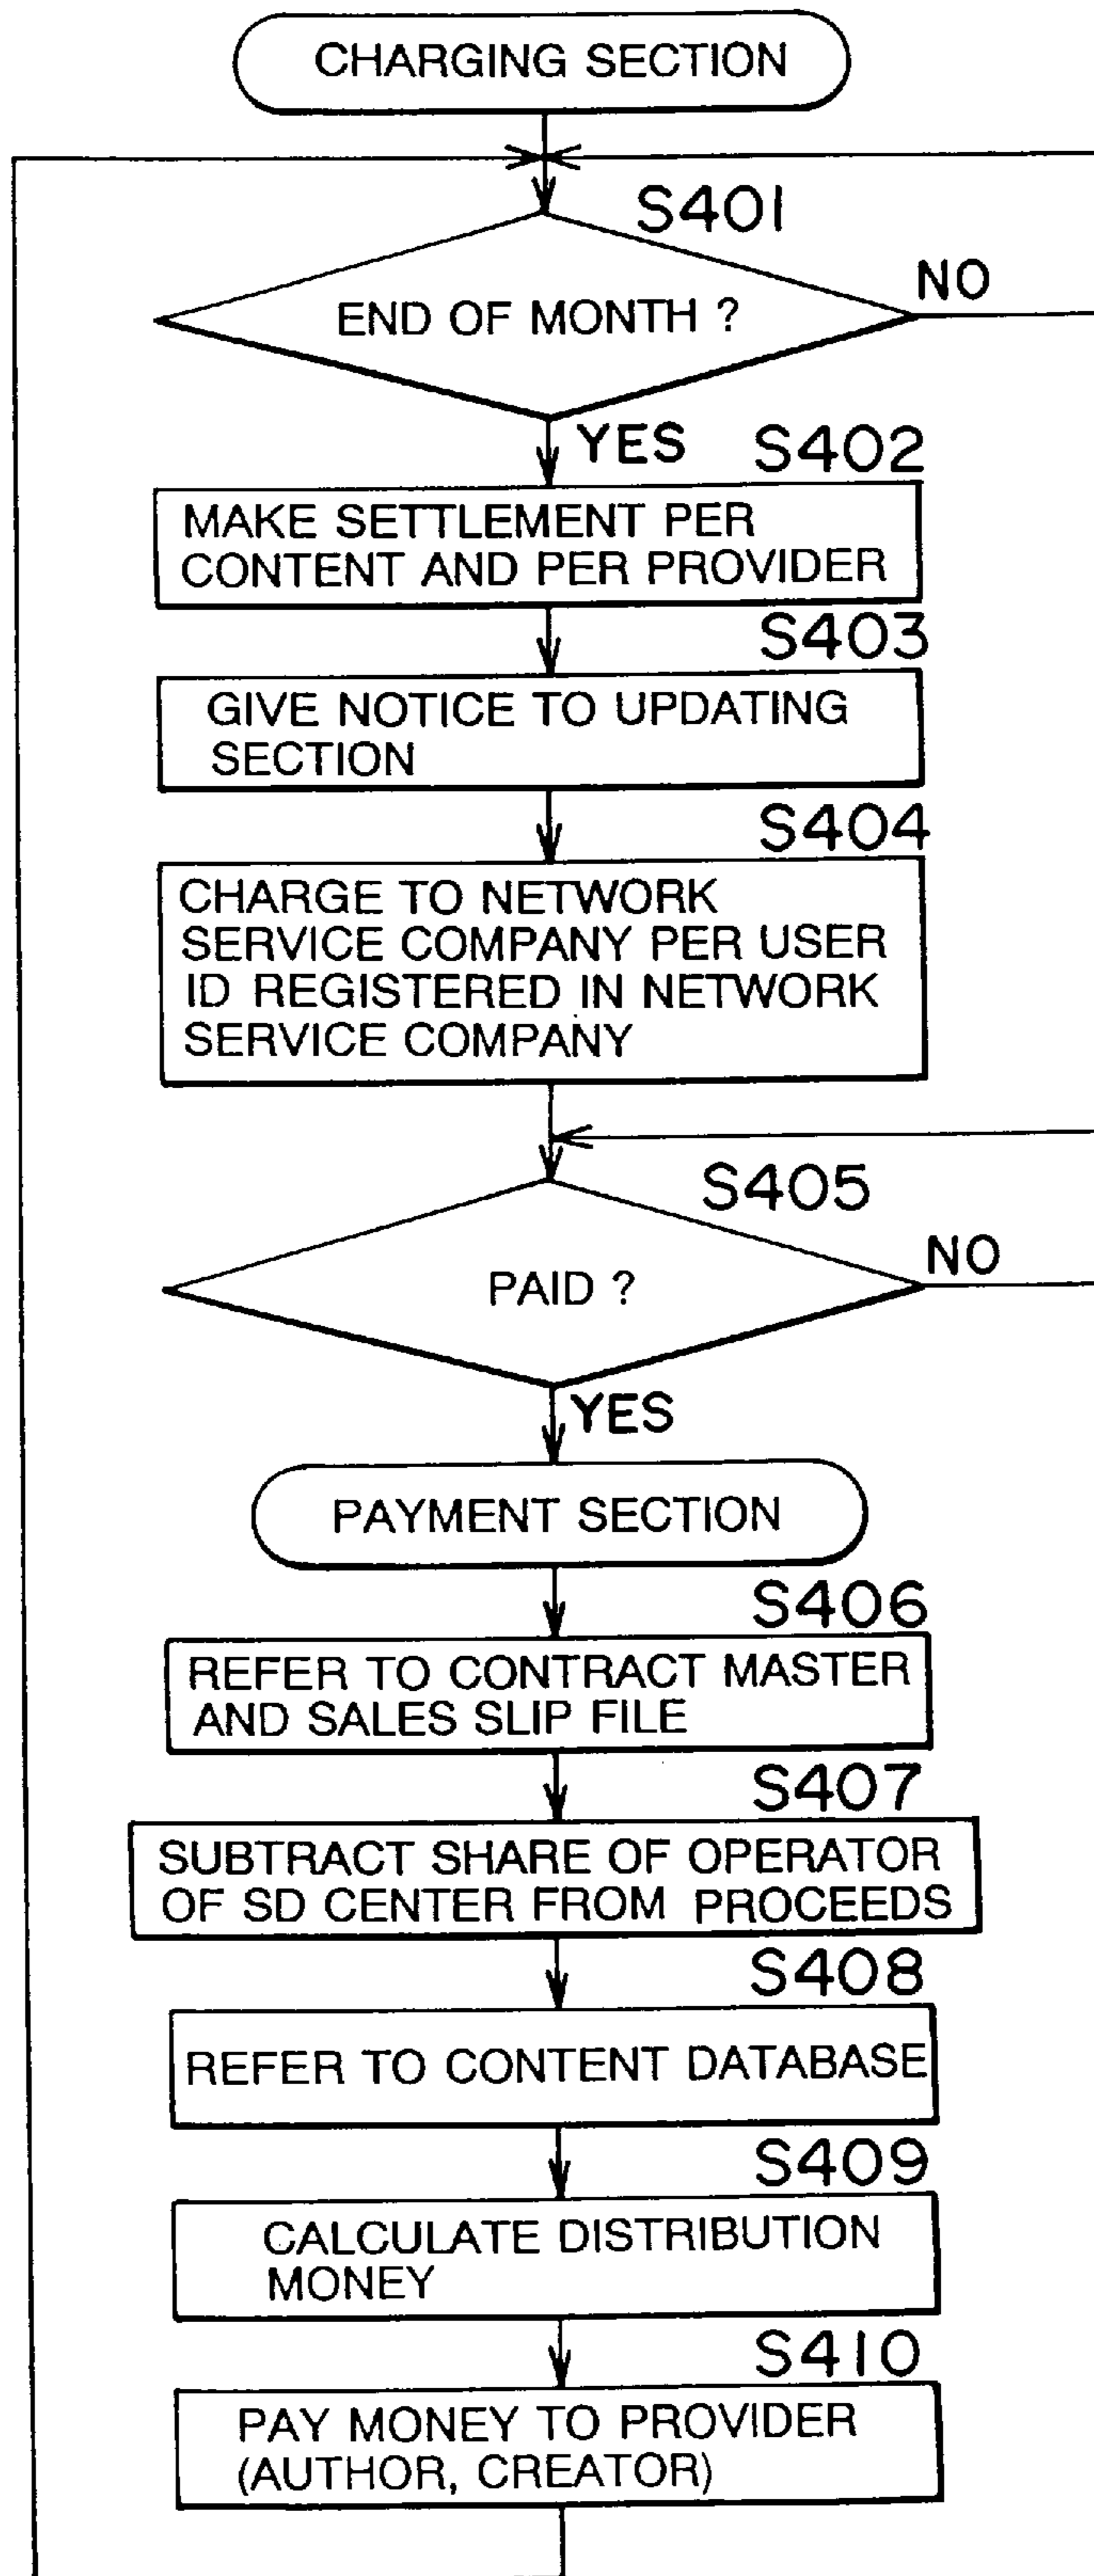 CHARGING SECTION
S401
END OF MONTH ?
NO
YES
S402
MAKE SETTLEMENT PER
CONTENT AND PER PROVIDER
S403
GIVE NOTICE TO UPDATING
SECTION
S404
CHARGE TO NETWORK
SERVICE COMPANY PER USER
ID REGISTERED IN NETWORK
SERVICE COMPANY
S405
PAID ?
NO
YES
PAYMENT SECTION
S406
REFER TO CONTRACT MASTER
AND SALES SLIP FILE
S407
SUBTRACT SHARE OF OPERATOR
OF SD CENTER FROM PROCEEDS
S408
REFER TO CONTENT DATABASE
S409
CALCULATE DISTRIBUTION
MONEY
S410
PAY MONEY TO PROVIDER
(AUTHOR, CREATOR)